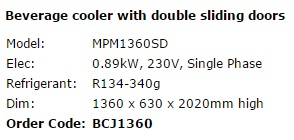 Beverage cooler with double sliding doors
Model: MPM1360SD
Elec: 0.89kW, 230V, Single Phase
Refrigerant: R134-340g
Dim: 1360 x 630 x 2020mm high
Order Code: BCJ1360